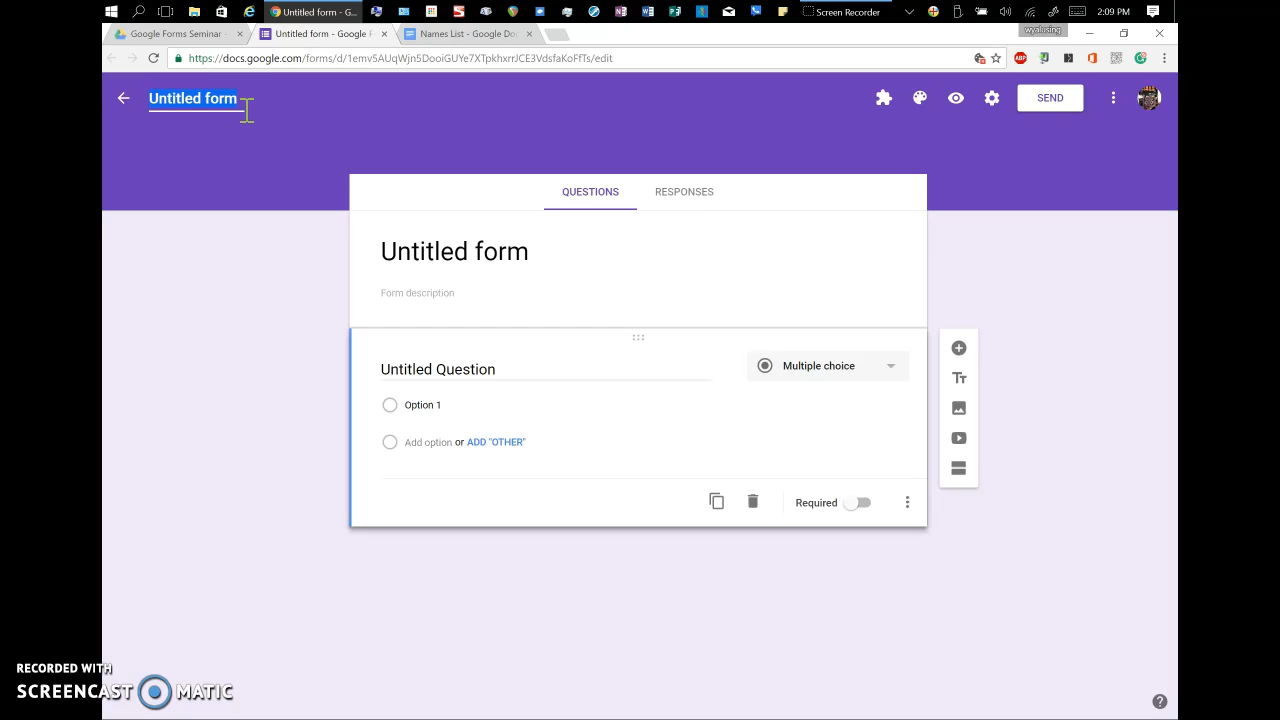 Untitled form - G...
Screen Recorder
2:09 PM
Google Forms Seminar -
Untitled form - Google F
Names List - Google Do
wyalusing
https://docs.google.com/forms/d/1emv5AUqWjn5DooiGUYe7XTpkhxrrJCE3VdsfaKoFfTs/edit
ABP
Untitled form
SEND
QUESTIONS
RESPONSES
Untitled form
Form description
Untitled Question
Multiple choice
Option 1
Add option or ADD "OTHER"
Required
RECORDED WITH
SCREENCAST MATIC